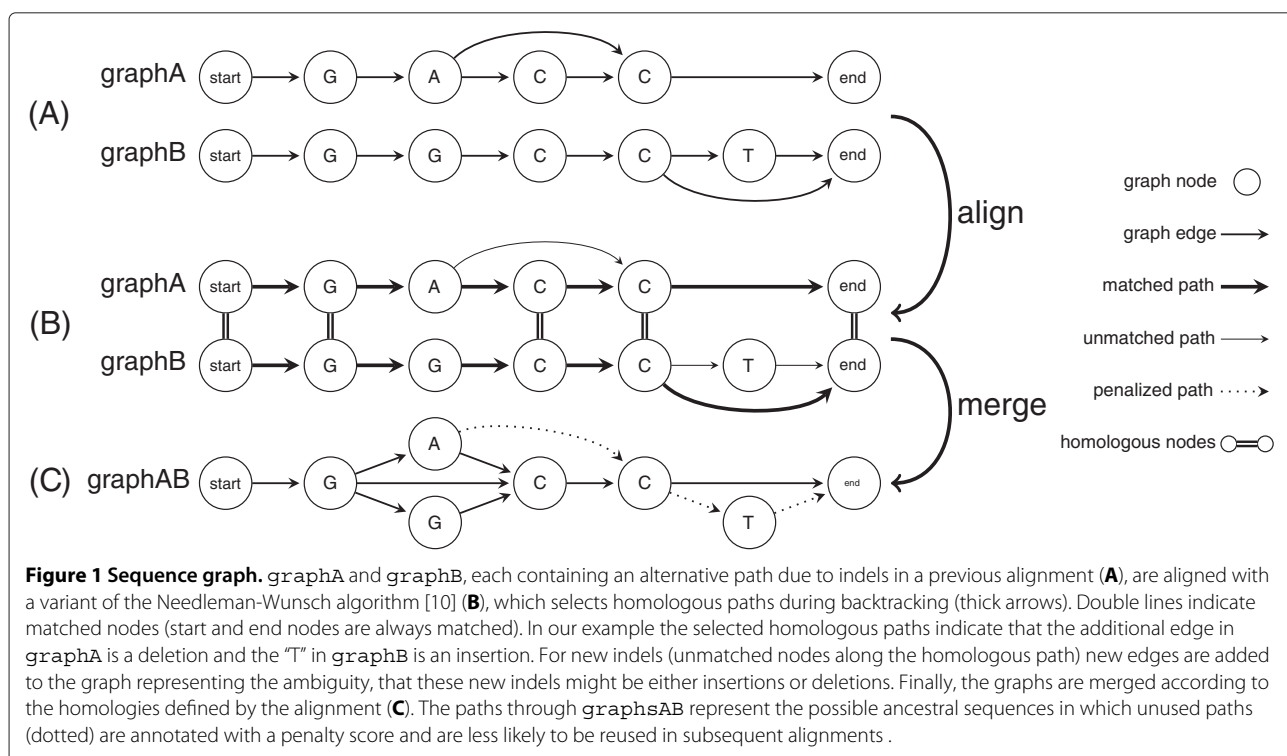 graphA start G A C C end
(A)
graphB start G G C C T end
align
graph node
graph edge
matched path
unmatched path
penalized path
homologous nodes
graphA start G A C C end
(B)
graphB start G G C C T end
merge
A
(C) graphAB start G C C end
G T
Figure 1 Sequence graph. graphA and graphB, each containing an alternative path due to indels in a previous alignment (A), are aligned with
a variant of the Needleman-Wunsch algorithm [10] (B), which selects homologous paths during backtracking (thick arrows). Double lines indicate
matched nodes (start and end nodes are always matched). In our example the selected homologous paths indicate that the additional edge in
graphA is a deletion and the “T” in graphB is an insertion. For new indels (unmatched nodes along the homologous path) new edges are added
to the graph representing the ambiguity, that these new indels might be either insertions or deletions. Finally, the graphs are merged according to
the homologies defined by the alignment (C). The paths through graphsAB represent the possible ancestral sequences in which unused paths
(dotted) are annotated with a penalty score and are less likely to be reused in subsequent alignments .